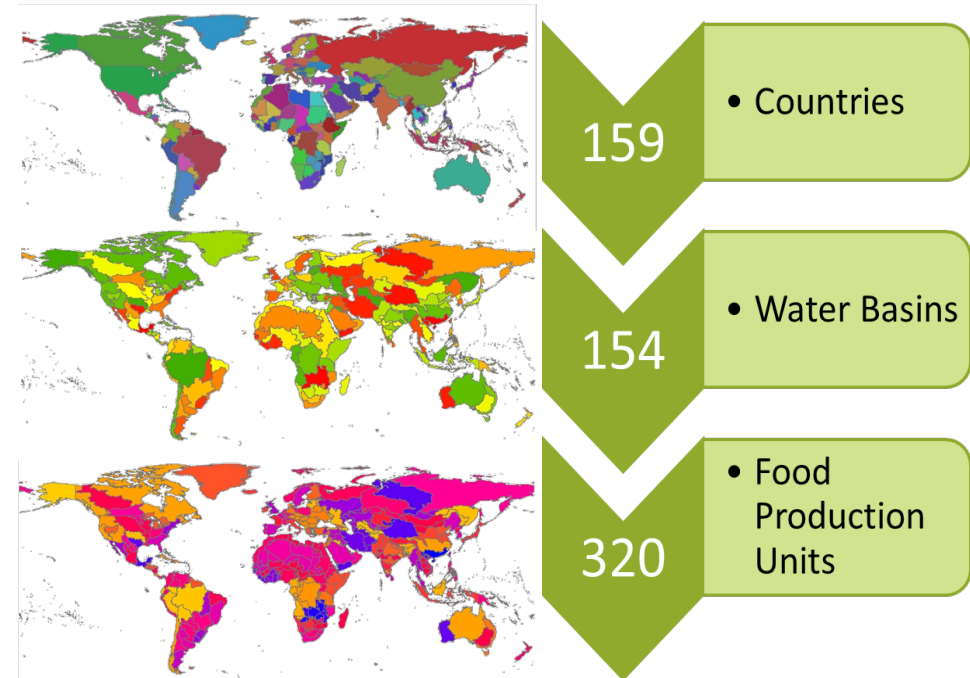 159
• Countries
154
• Water Basins
320
• Food
Production
Units